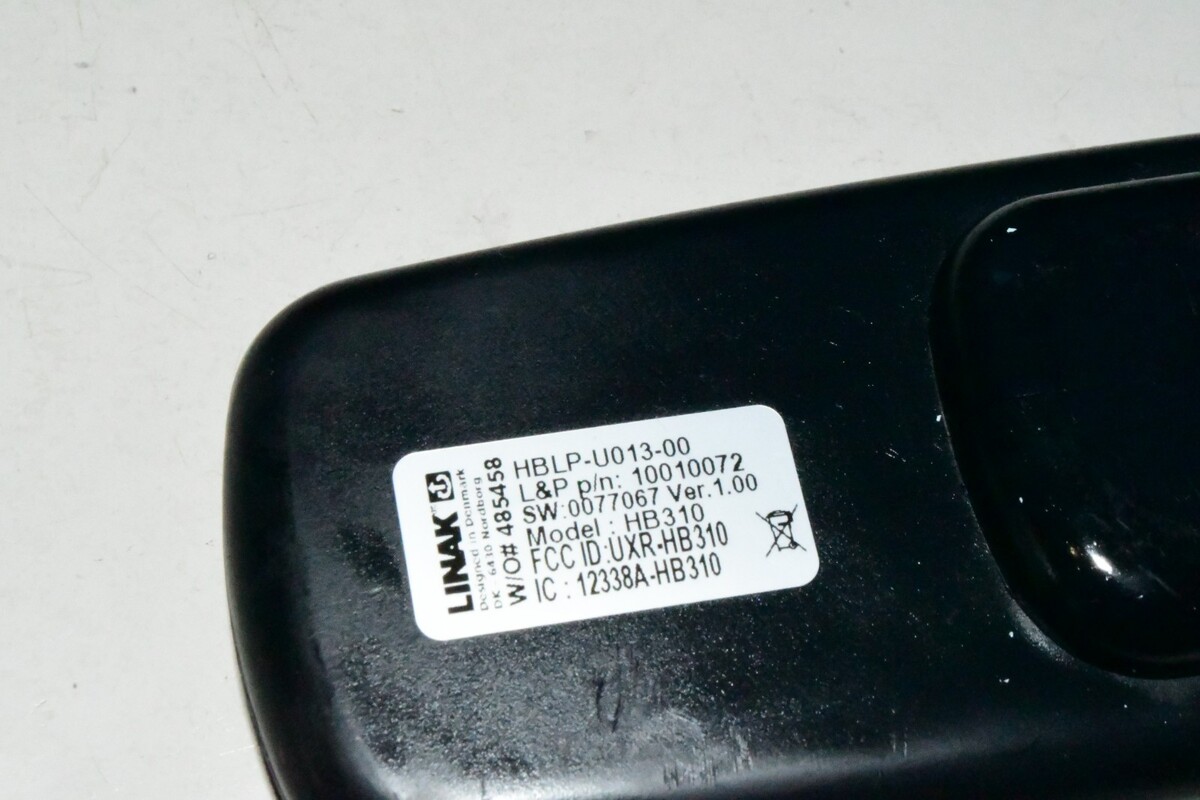 LINAK
Designed in Denmark
DK - 6430 Nordborg
W/O# 485458
HBLP-U013-00
L&P p/n: 10010072
SW:0077067 Ver.1.00
Model : HB310
FCC ID:UXR-HB310
IC : 12338A-HB310